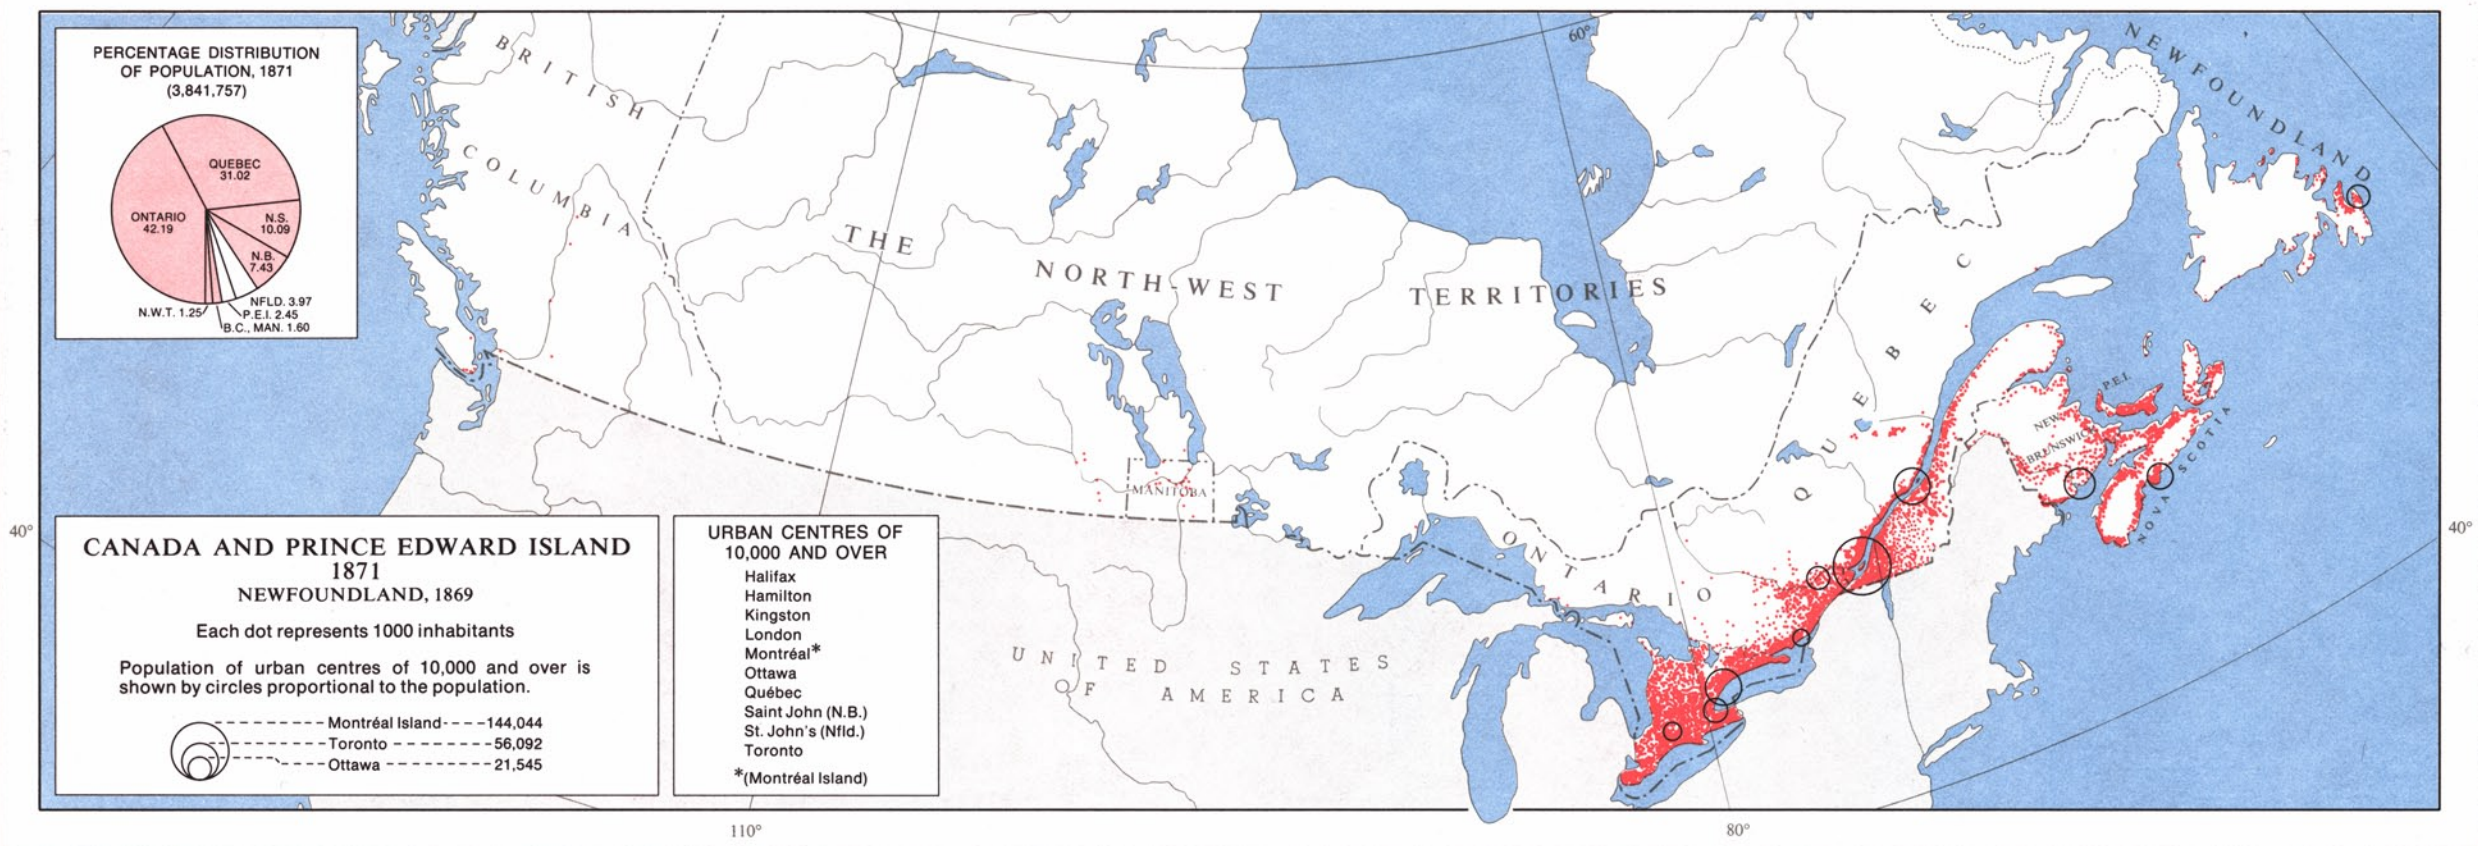 PERCENTAGE DISTRIBUTION
OF POPULATION, 1871
(3,841,757)
QUEBEC
31.02
ONTARIO
42.19
N.S.
10.09
N.B.
7.43
NFLD. 3.97
N.W.T. 1.25
P.E.I. 2.45
B.C., MAN. 1.60
BRITISH
COLUMBIA
THE
NORTH-WEST
TERRITORIES
60°
NEWFOUNDLAND
QUEBEC
P.E.I.
NEW
BRUNSWICK
NOVA SCOTIA
MANITOBA
ONTARIO
UNITED STATES
OF AMERICA
40°
40°
CANADA AND PRINCE EDWARD ISLAND
1871
NEWFOUNDLAND, 1869
Each dot represents 1000 inhabitants
Population of urban centres of 10,000 and over is
shown by circles proportional to the population.
Montréal Island----144,044
Toronto ----------56,092
Ottawa ----------21,545
URBAN CENTRES OF
10,000 AND OVER
Halifax
Hamilton
Kingston
London
Montréal*
Ottawa
Québec
Saint John (N.B.)
St. John's (Nfld.)
Toronto
*(Montréal Island)
110°
80°